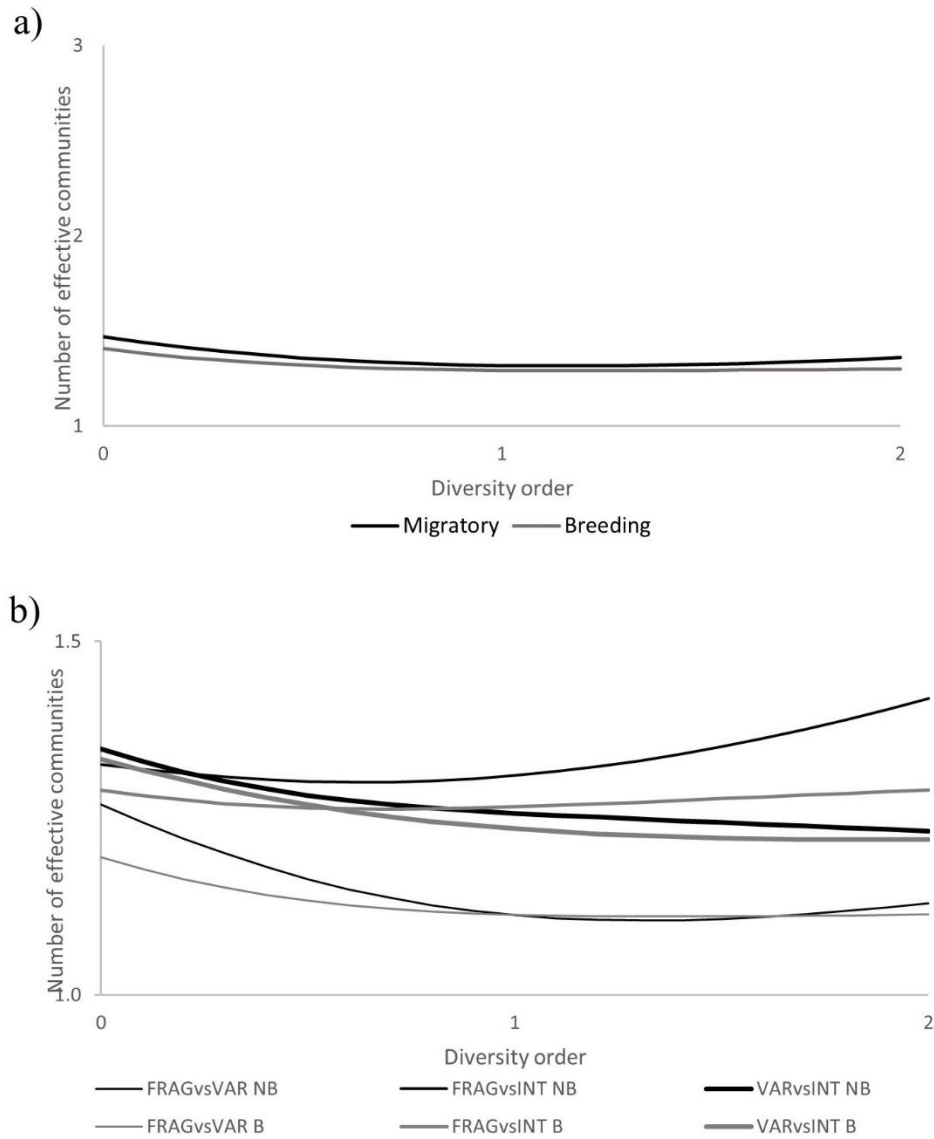 a)
3
2
1
Number of effective communities
0 1 2
Diversity order
Migratory Breeding
b)
1.5
1.0
Number of effective communities
0 1 2
Diversity order
FRAGvsVAR NB FRAGvsINT NB VARvsINT NB
FRAGvsVAR B FRAGvsINT B VARvsINT B